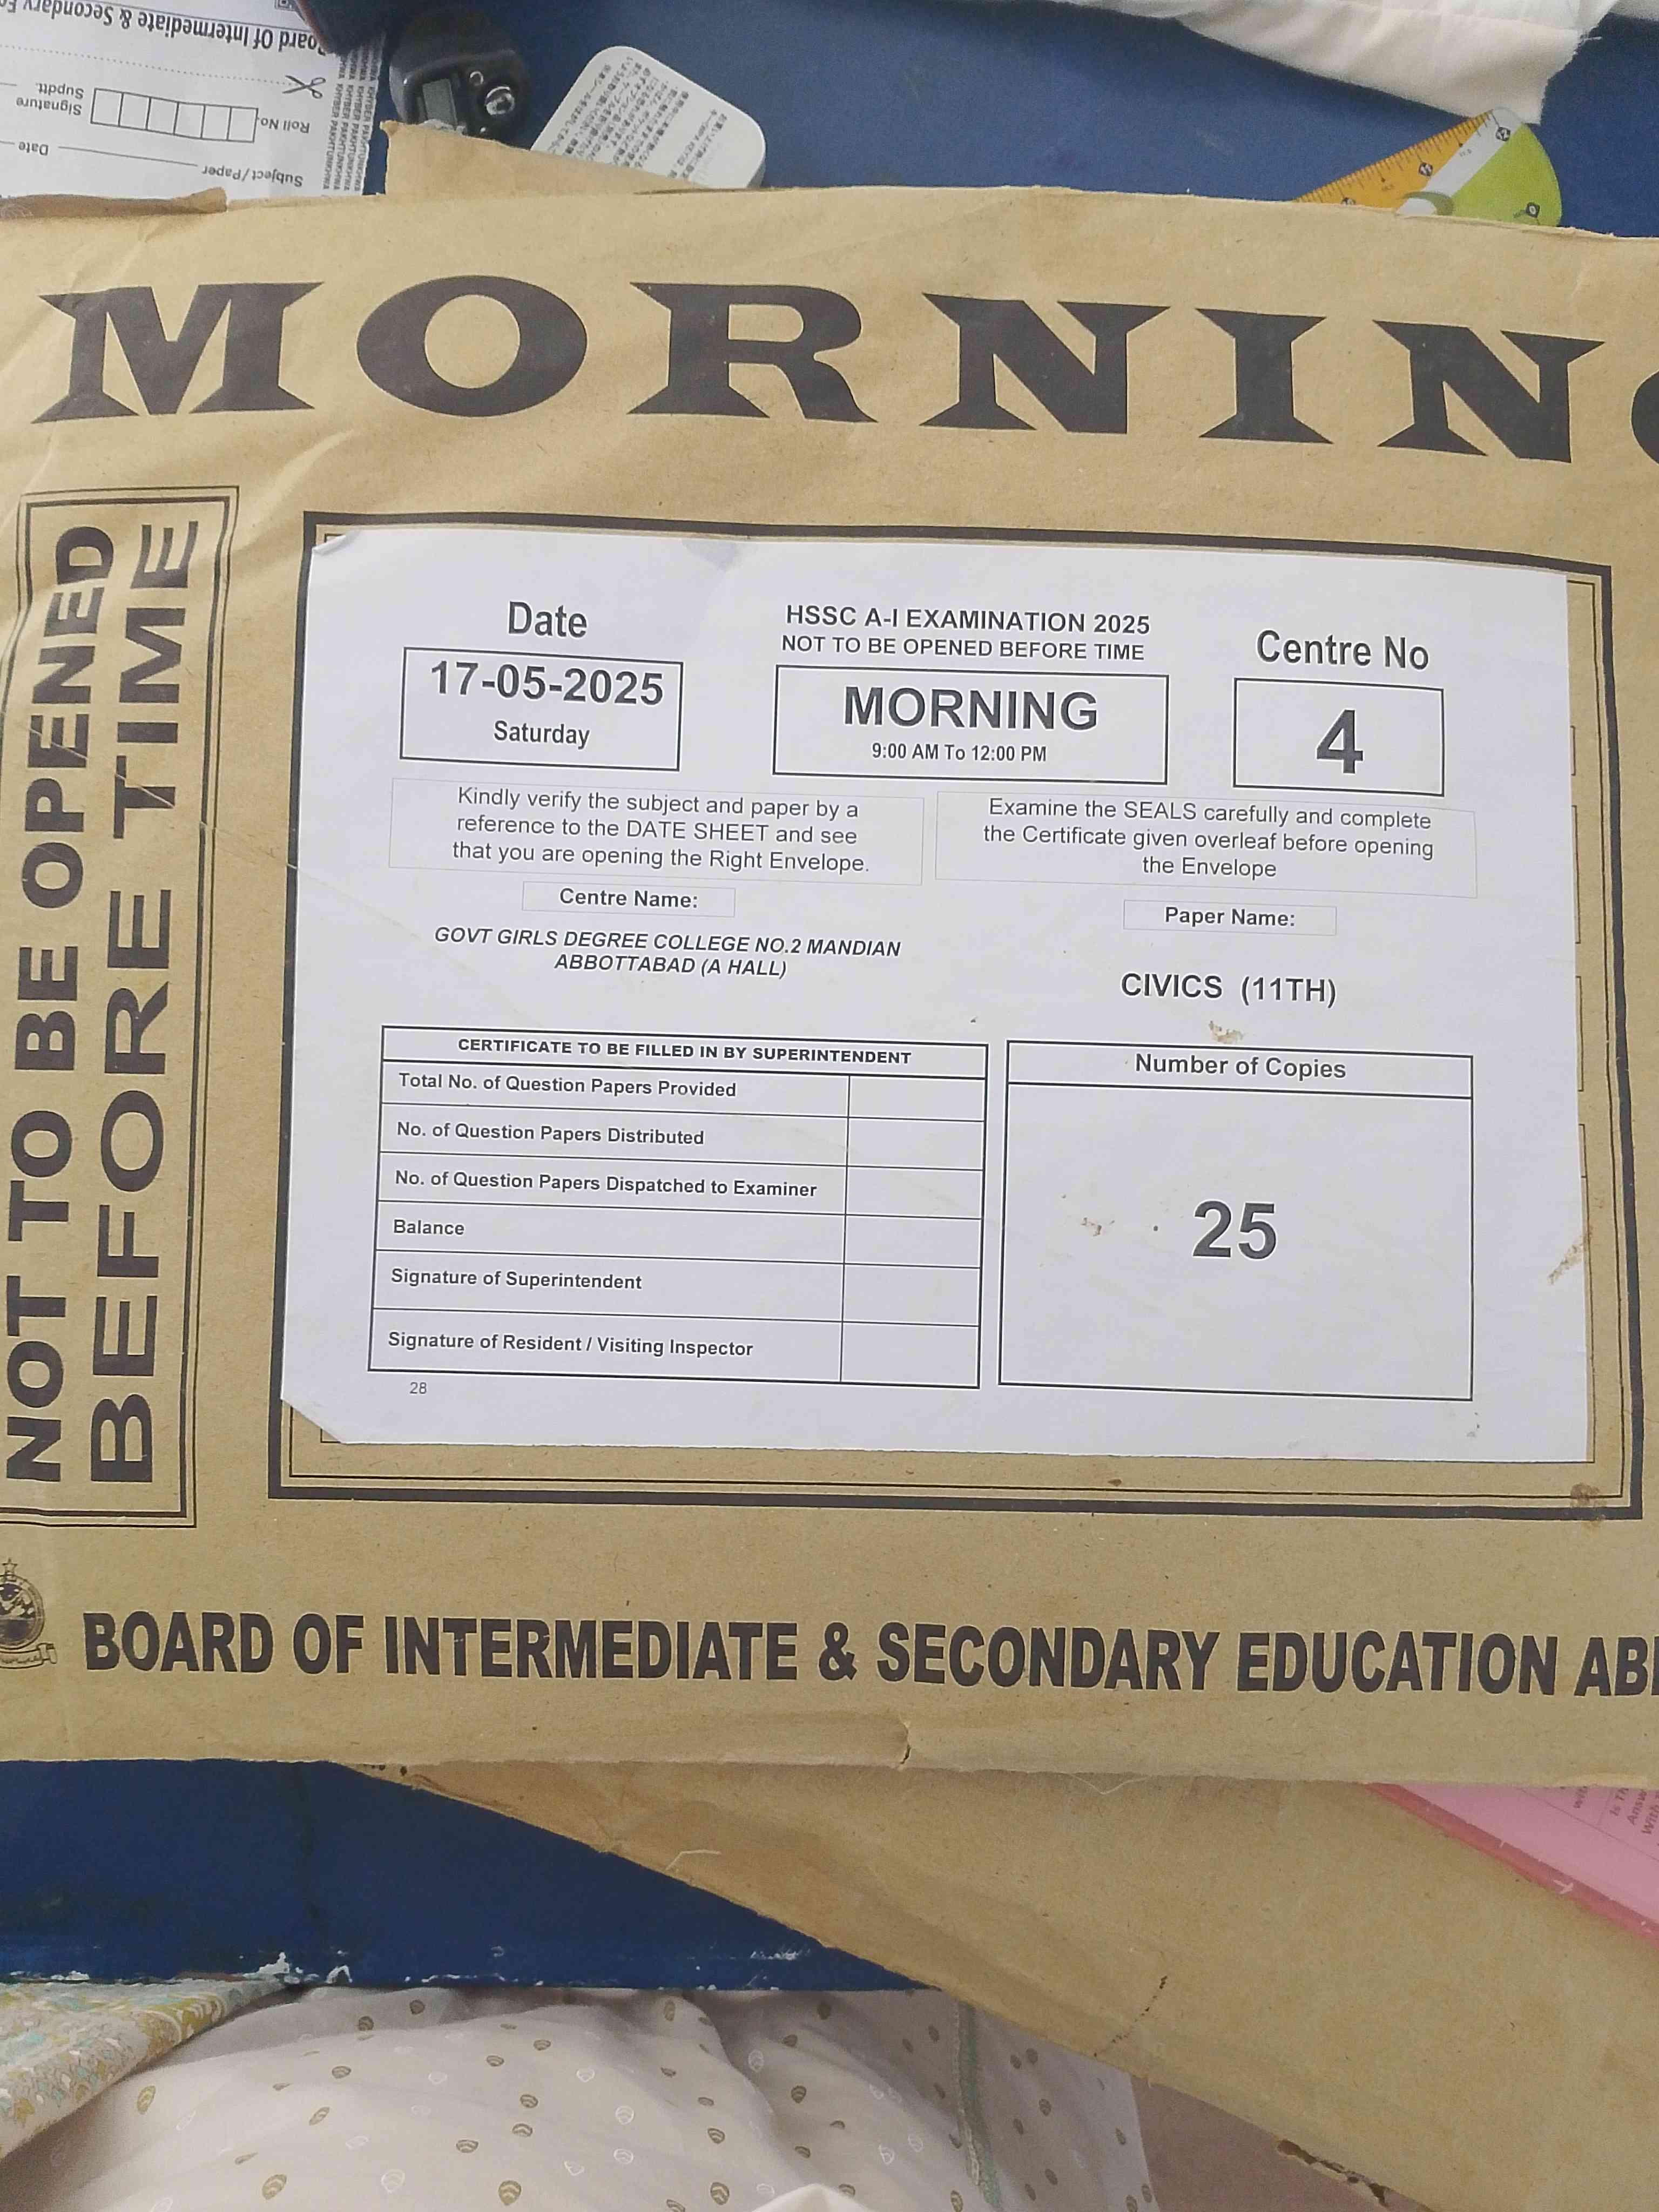 Board Of Intermediate & Secondary
Roll No.
Signature
Supdtt.
Subject/Paper
Date
MORNIN
NOT TO BE OPENED
BEFORE TIME
Date
17-05-2025
Saturday
HSSC A-I EXAMINATION 2025
NOT TO BE OPENED BEFORE TIME
MORNING
9:00 AM To 12:00 PM
Centre No
4
Kindly verify the subject and paper by a
reference to the DATE SHEET and see
that you are opening the Right Envelope.
Examine the SEALS carefully and complete
the Certificate given overleaf before opening
the Envelope
Centre Name:
GOVT GIRLS DEGREE COLLEGE NO.2 MANDIAN
ABBOTTABAD (A HALL)
Paper Name:
CIVICS (11TH)
CERTIFICATE TO BE FILLED IN BY SUPERINTENDENT
Total No. of Question Papers Provided
No. of Question Papers Distributed
No. of Question Papers Dispatched to Examiner
Balance
Signature of Superintendent
Signature of Resident / Visiting Inspector
Number of Copies
25
28
BOARD OF INTERMEDIATE & SECONDARY EDUCATION AB